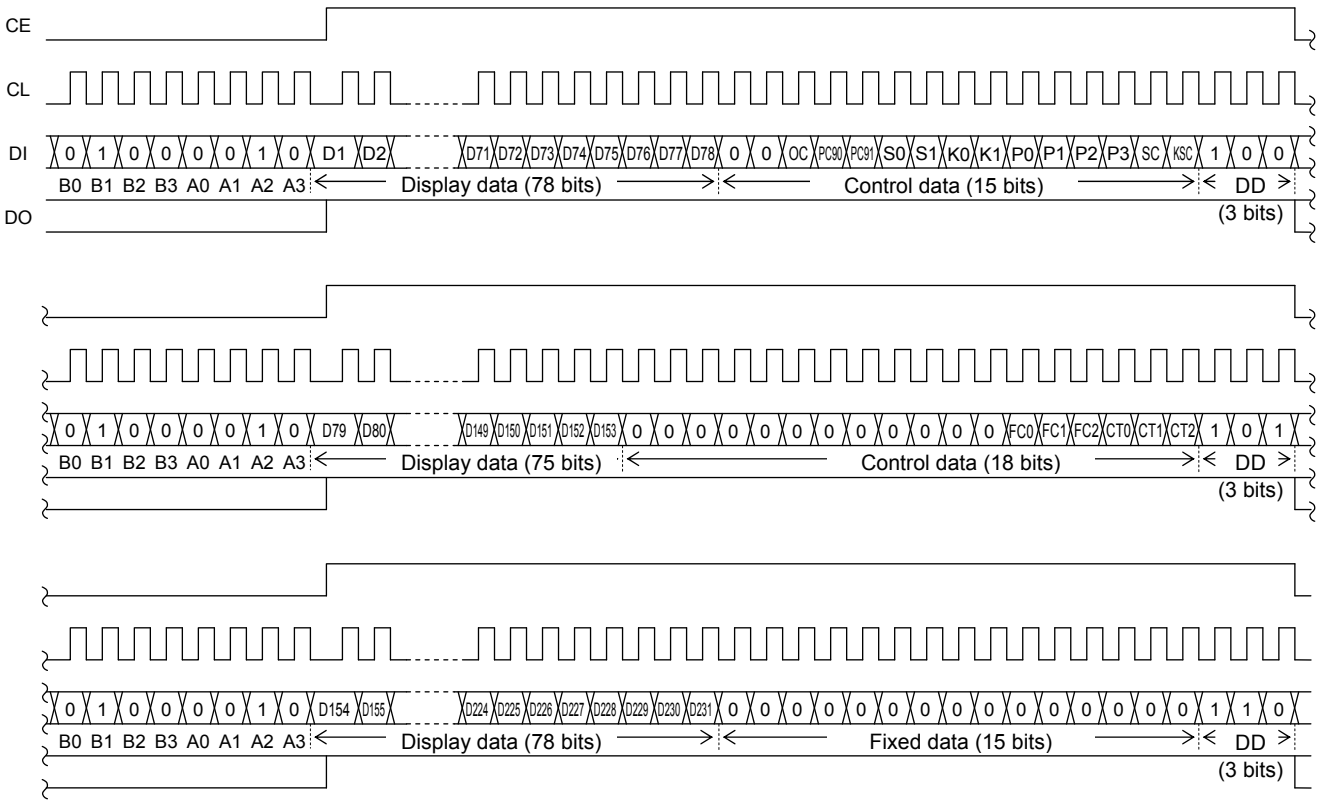 CE
CL
DI 0 1 0 0 0 0 1 0 D1 D2 D71 D72 D73 D74 D75 D76 D77 D78 0 0 OC PC90 PC91 S0 S1 K0 K1 P0 P1 P2 P3 SC KSC 1 0 0
B0 B1 B2 B3 A0 A1 A2 A3 Display data (78 bits) Control data (15 bits) DD
DO (3 bits)
0 1 0 0 0 0 1 0 D79 D80 D149 D150 D151 D152 D153 0 0 0 0 0 0 0 0 0 0 0 0 FC0 FC1 FC2 CT0 CT1 CT2 1 0 1
B0 B1 B2 B3 A0 A1 A2 A3 Display data (75 bits) Control data (18 bits) DD
(3 bits)
0 1 0 0 0 0 1 0 D154 D155 D224 D225 D226 D227 D228 D229 D230 D231 0 0 0 0 0 0 0 0 0 0 0 0 0 0 0 1 1 0
B0 B1 B2 B3 A0 A1 A2 A3 Display data (78 bits) Fixed data (15 bits) DD
(3 bits)